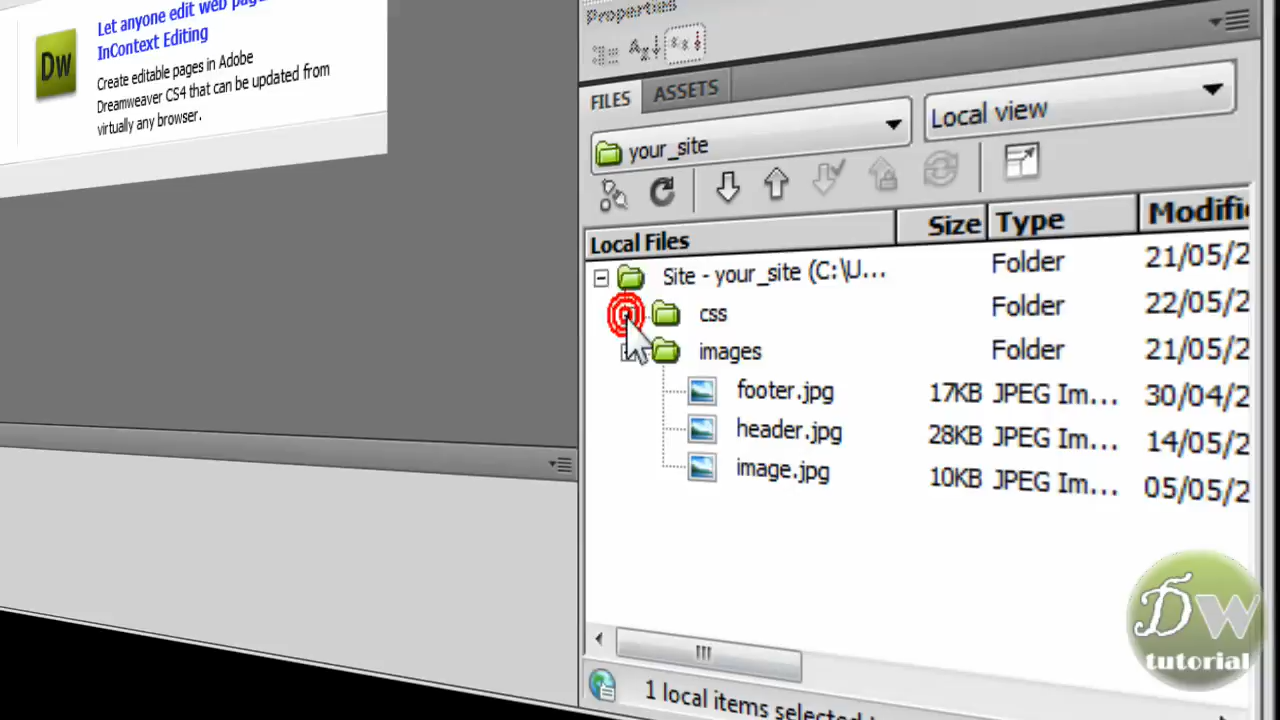 Let anyone edit web page
InContext Editing
Create editable pages in Adobe
Dreamweaver CS4 that can be updated from
virtually any browser.
Dw
Properties
FILES
ASSETS
your_site
Local view
Local Files
Size
Type
Site - your_site (C:\U...
Folder
21/05/2
css
Folder
22/05/2
images
Folder
21/05/2
footer.jpg
17KB
JPEG Im...
30/04/2
header.jpg
28KB
JPEG Im...
14/05/2
image.jpg
10KB
JPEG Im...
05/05/2
1 local items selected
DW
tutorial